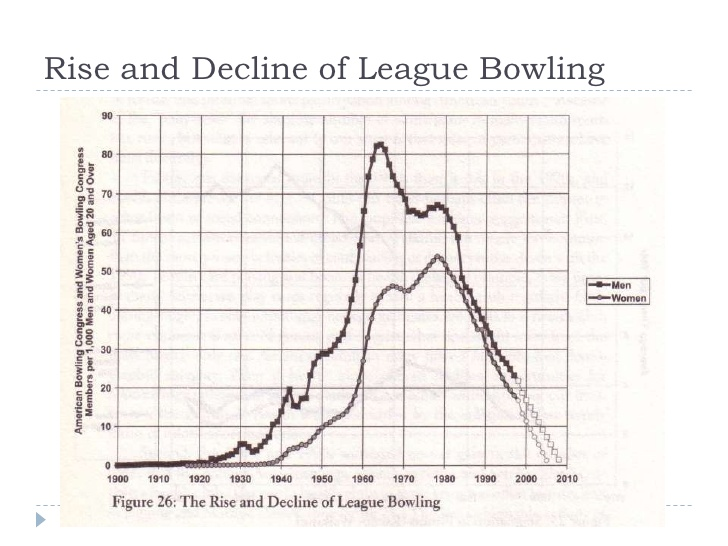 Rise and Decline of League Bowling
American Bowling Congress and Women's Bowling Congress
Members per 1,000 Men and Women Aged 20 and Over
90
80
70
60
50
40
30
20
10
0
1900 1910 1920 1930 1940 1950 1960 1970 1980 1990 2000 2010
Men
Women
Figure 26: The Rise and Decline of League Bowling